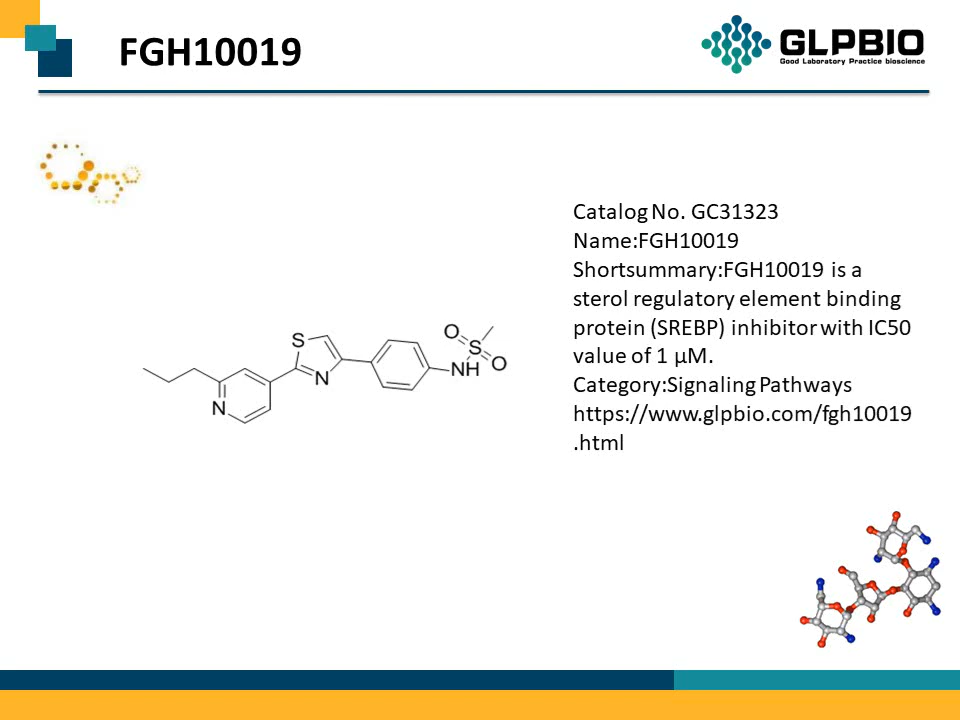 FGH10019
GLPBIO
Good Laboratory Practice bioscience
Catalog No. GC31323
Name:FGH10019
Shortsummary:FGH10019 is a
sterol regulatory element binding
protein (SREBP) inhibitor with IC50
value of 1 µM.
Category:Signaling Pathways
https://www.glpbio.com/fgh10019
.html
S
N
N
NH
O
S
O